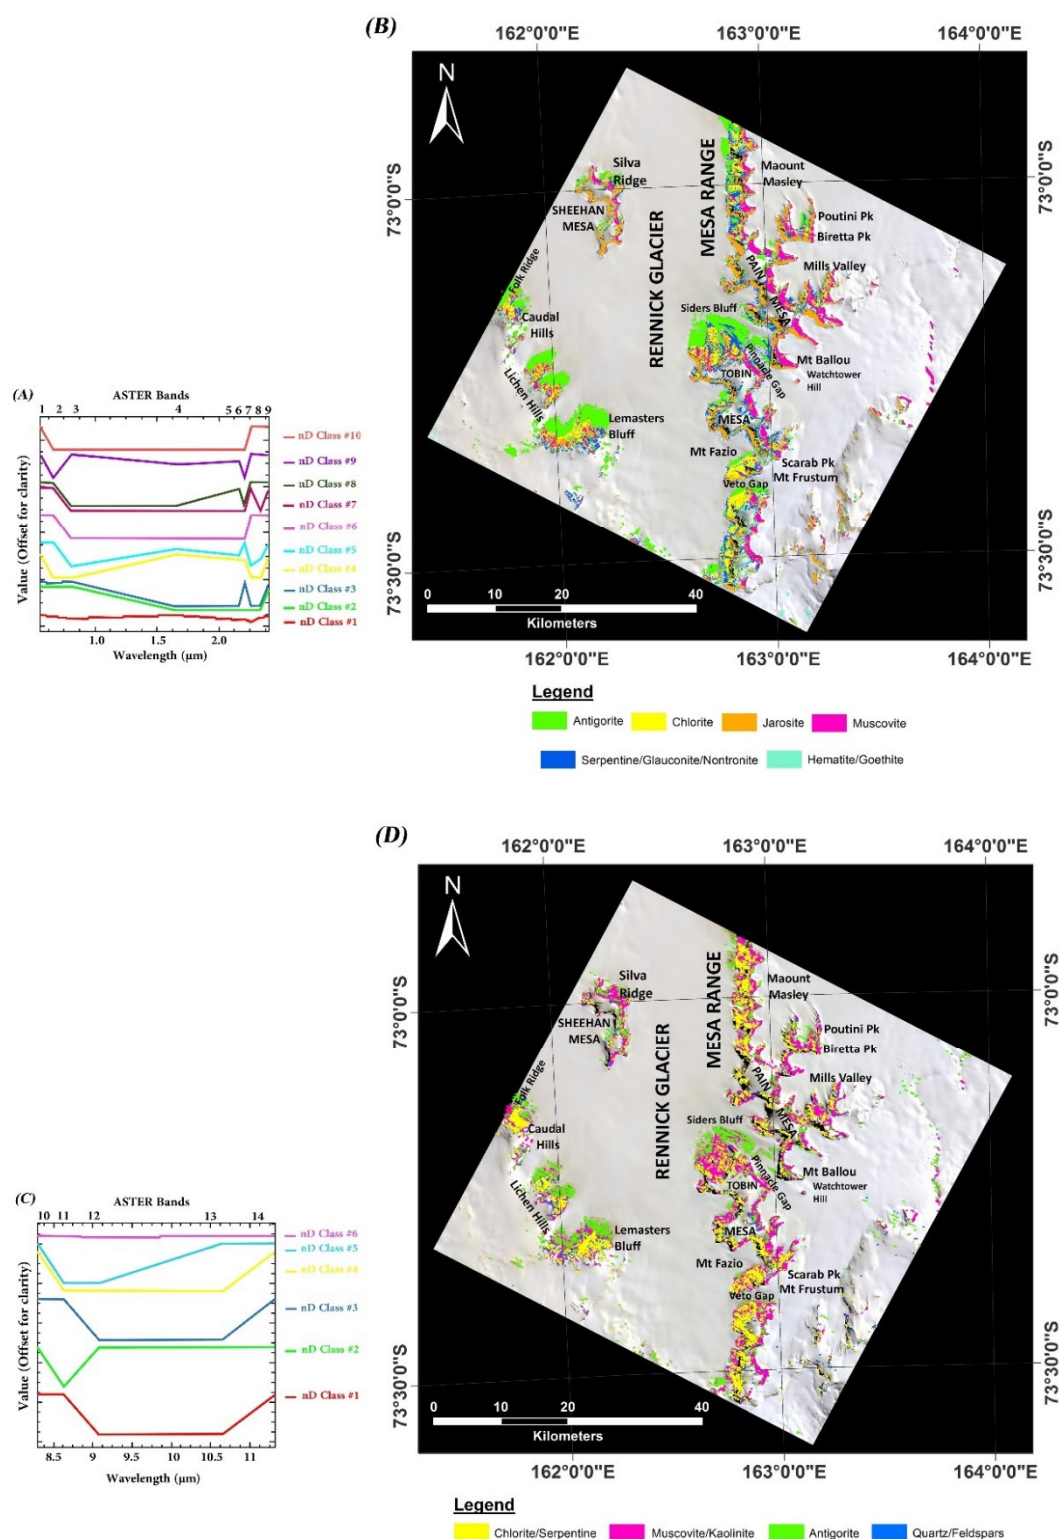 (A)
ASTER Bands
1 2 3 4 5 6 7 8 9
Value (Offset for clarity)
nD Class #10
nD Class #9
nD Class #8
nD Class #7
nD Class #6
nD Class #5
nD Class #4
nD Class #3
nD Class #2
nD Class #1
1.0 1.5 2.0
Wavelength (µm)
(B)
162°0'0"E 163°0'0"E 164°0'0"E
N
73°0'0"S 73°0'0"S
Silva
Ridge
SHEEHAN
MESA
RENNICK GLACIER
MESA RANGE
Maount
Masley
Poutini Pk
Biretta Pk
Mills Valley
PAIN
MESA
Folk Ridge
Caudal
Hills
Siders Bluff
Pinnacle Gap
Mt Ballou
Watchtower
Hill
TOBIN
MESA
Lichen Hills
Lemasters
Bluff
Mt Fazio
Scarab Pk
Mt Frustum
Veto Gap
73°30'0"S 73°30'0"S
0 10 20 40
Kilometers
162°0'0"E 163°0'0"E 164°0'0"E
Legend
Antigorite Chlorite Jarosite Muscovite
Serpentine/Glauconite/Nontronite Hematite/Goethite
(C)
ASTER Bands
10 11 12 13 14
Value (Offset for clarity)
nD Class #6
nD Class #5
nD Class #4
nD Class #3
nD Class #2
nD Class #1
8.5 9 9.5 10 10.5 11
Wavelength (µm)
(D)
162°0'0"E 163°0'0"E 164°0'0"E
N
73°0'0"S 73°0'0"S
Silva
Ridge
SHEEHAN
MESA
RENNICK GLACIER
MESA RANGE
Maount
Masley
Poutini Pk
Biretta Pk
Mills Valley
PAIN
MESA
Folk Ridge
Caudal
Hills
Siders Bluff
Pinnacle Gap
Mt Ballou
Watchtower
Hill
TOBIN
MESA
Lichen Hills
Lemasters
Bluff
Mt Fazio
Scarab Pk
Mt Frustum
Veto Gap
73°30'0"S 73°30'0"S
0 10 20 40
Kilometers
162°0'0"E 163°0'0"E 164°0'0"E
Legend
Chlorite/Serpentine Muscovite/Kaolinite Antigorite Quartz/Feldspars